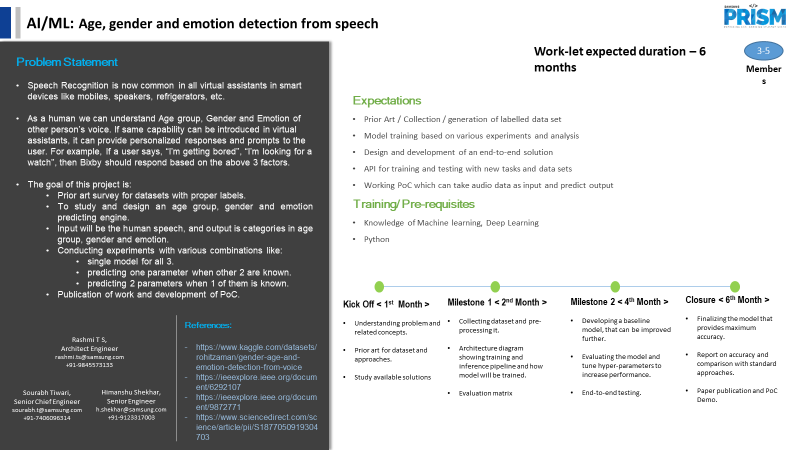 AI/ML: Age, gender and emotion detection from speech
SAMSUNG
</>
PRISM
Problem Statement
• Speech Recognition is now common in all virtual assistants in smart
devices like mobiles, speakers, refrigerators, etc.
• As a human we can understand Age group, Gender and Emotion of
other person's voice. If same capability can be introduced in virtual
assistants, it can provide personalized responses and prompts to the
user. For example, If a user says, "I'm getting bored", "I'm looking for a
watch", then Bixby should respond based on the above 3 factors.
• The goal of this project is:
• Prior art survey for datasets with proper labels.
• To study and design an age group, gender and emotion
predicting engine.
• Input will be the human speech, and output is categories in age
group, gender and emotion.
• Conducting experiments with various combinations like:
• single model for all 3.
• predicting one parameter when other 2 are known.
• predicting 2 parameters when 1 of them is known.
• Publication of work and development of PoC.
Rashmi T S,
Architect Engineer
rashmi.ts@samsung.com
+91-9845573133
Sourabh Tiwari,
Senior Chief Engineer
sourabh.t@samsung.com
+91-7406096314
Himanshu Shekhar,
Senior Engineer
h.shekhar@samsung.com
+91-9123317003
References:
- https://www.kaggle.com/datasets/
rohitzaman/gender-age-and-
emotion-detection-from-voice
- https://ieeexplore.ieee.org/docum
ent/6292107
- https://ieeexplore.ieee.org/docum
ent/9872771
- https://www.sciencedirect.com/sc
ience/article/pii/S1877050919304
703
Work-let expected duration – 6
months
3-5
Member
s
Expectations
• Prior Art / Collection / generation of labelled data set
• Model training based on various experiments and analysis
• Design and development of an end-to-end solution
• API for training and testing with new tasks and data sets
• Working PoC which can take audio data as input and predict output
Training/ Pre-requisites
• Knowledge of Machine learning, Deep Learning
• Python
Kick Off < 1st Month >
• Understanding problem and
related concepts.
• Prior art for dataset and
approaches.
• Study available solutions
Milestone 1 < 2nd Month >
• Collecting dataset and pre-
processing it.
• Architecture diagram
showing training and
inference pipeline and how
model will be trained.
• Evaluation matrix
Milestone 2 < 4th Month >
• Developing a baseline
model, that can be improved
further.
• Evaluating the model and
tune hyper-parameters to
increase performance.
• End-to-end testing.
Closure < 6th Month >
• Finalizing the model that
provides maximum
accuracy.
• Report on accuracy and
comparison with standard
approaches.
• Paper publication and PoC
Demo.